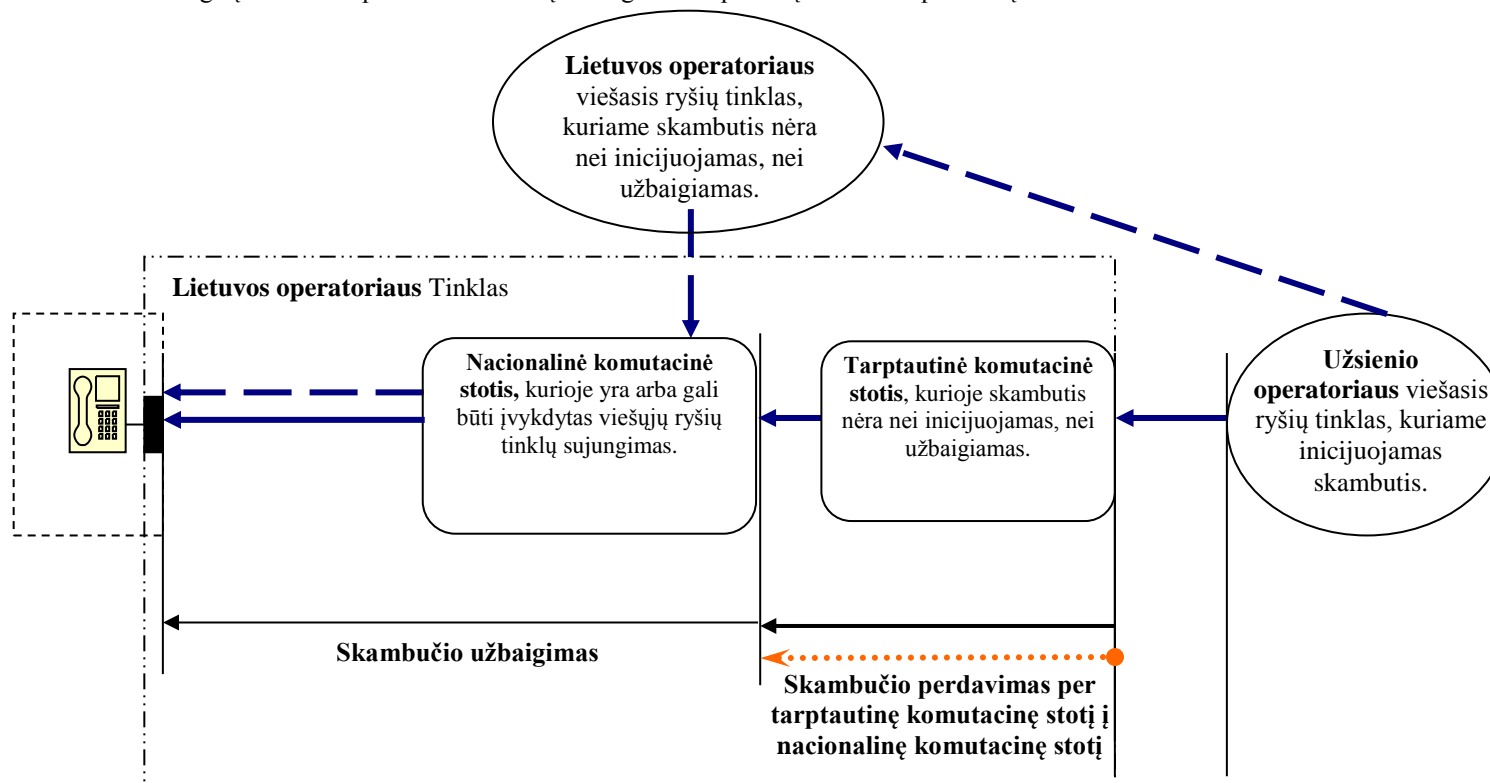 Lietuvos operatoriaus
viešasis ryšių tinklas,
kuriame skambutis nėra
nei inicijuojamas, nei
užbaigiamas.
Lietuvos operatoriaus Tinklas
Nacionalinė komutacinė
stotis, kurioje yra arba gali
būti įvykdytas viešųjų ryšių
tinklų sujungimas.
Tarptautinė komutacinė
stotis, kurioje skambutis
nėra nei inicijuojamas, nei
užbaigiamas.
Užsienio
operatoriaus viešasis
ryšių tinklas, kuriame
inicijuojamas
skambutis.
Skambučio užbaigimas
Skambučio perdavimas per
tarptautinę komutacinę stotį į
nacionalinę komutacinę stotį